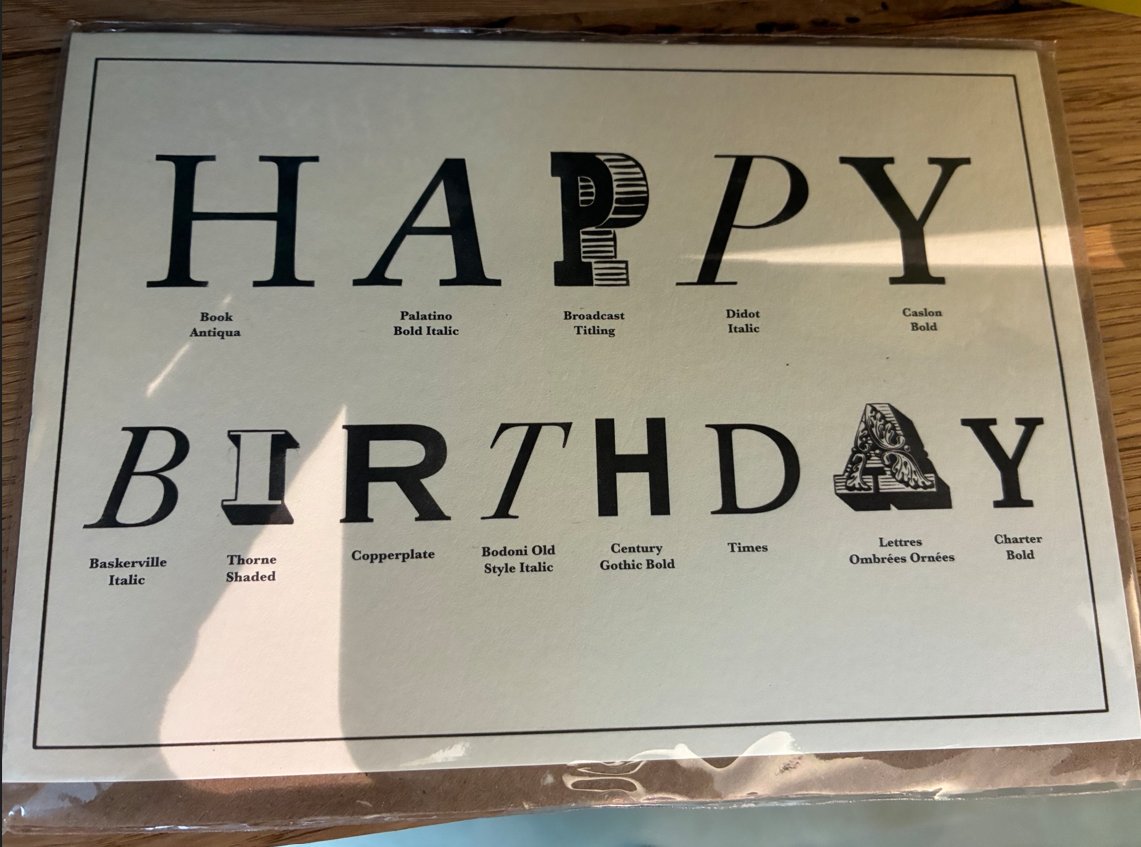 HAPPY
Book Antiqua Palatino Bold Italic Broadcast Titling Didot Italic Caslon Bold
BIRTHDAY
Baskerville Italic Thorne Shaded Copperplate Bodoni Old Style Italic Century Gothic Bold Times Lettres Ombrées Ornées Charter Bold